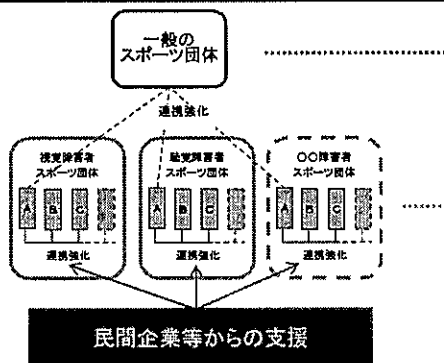 一般の
スポーツ団体
連携強化
視覚障害者
スポーツ団体
A B C
連携強化
聴覚障害者
スポーツ団体
A B C
連携強化
〇〇障害者
スポーツ団体
A B C
連携強化
民間企業等からの支援